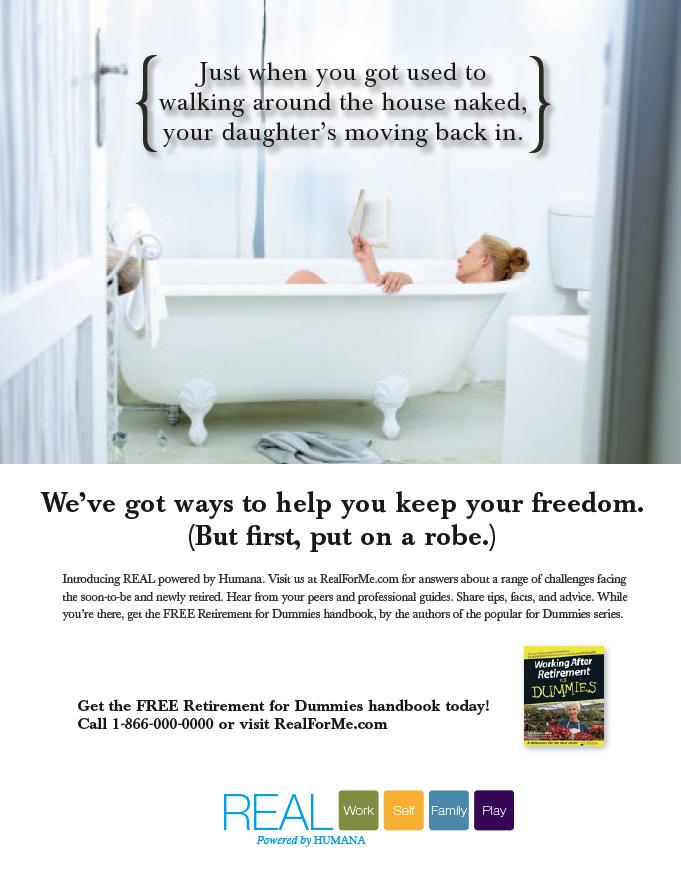 Just when you got used to
walking around the house naked,
your daughter's moving back in.
We've got ways to help you keep your freedom.
(But first, put on a robe.)
Introducing REAL powered by Humana. Visit us at RealForMe.com for answers about a range of challenges facing
the soon-to-be and newly retired. Hear from your peers and professional guides. Share tips, facts, and advice. While
you're there, get the FREE Retirement for Dummies handbook, by the authors of the popular for Dummies series.
Working After
Retirement
FOR
DUMMIES
Get the FREE Retirement for Dummies handbook today!
Call 1-866-000-0000 or visit RealForMe.com
REAL Work Self Family Play
Powered by HUMANA